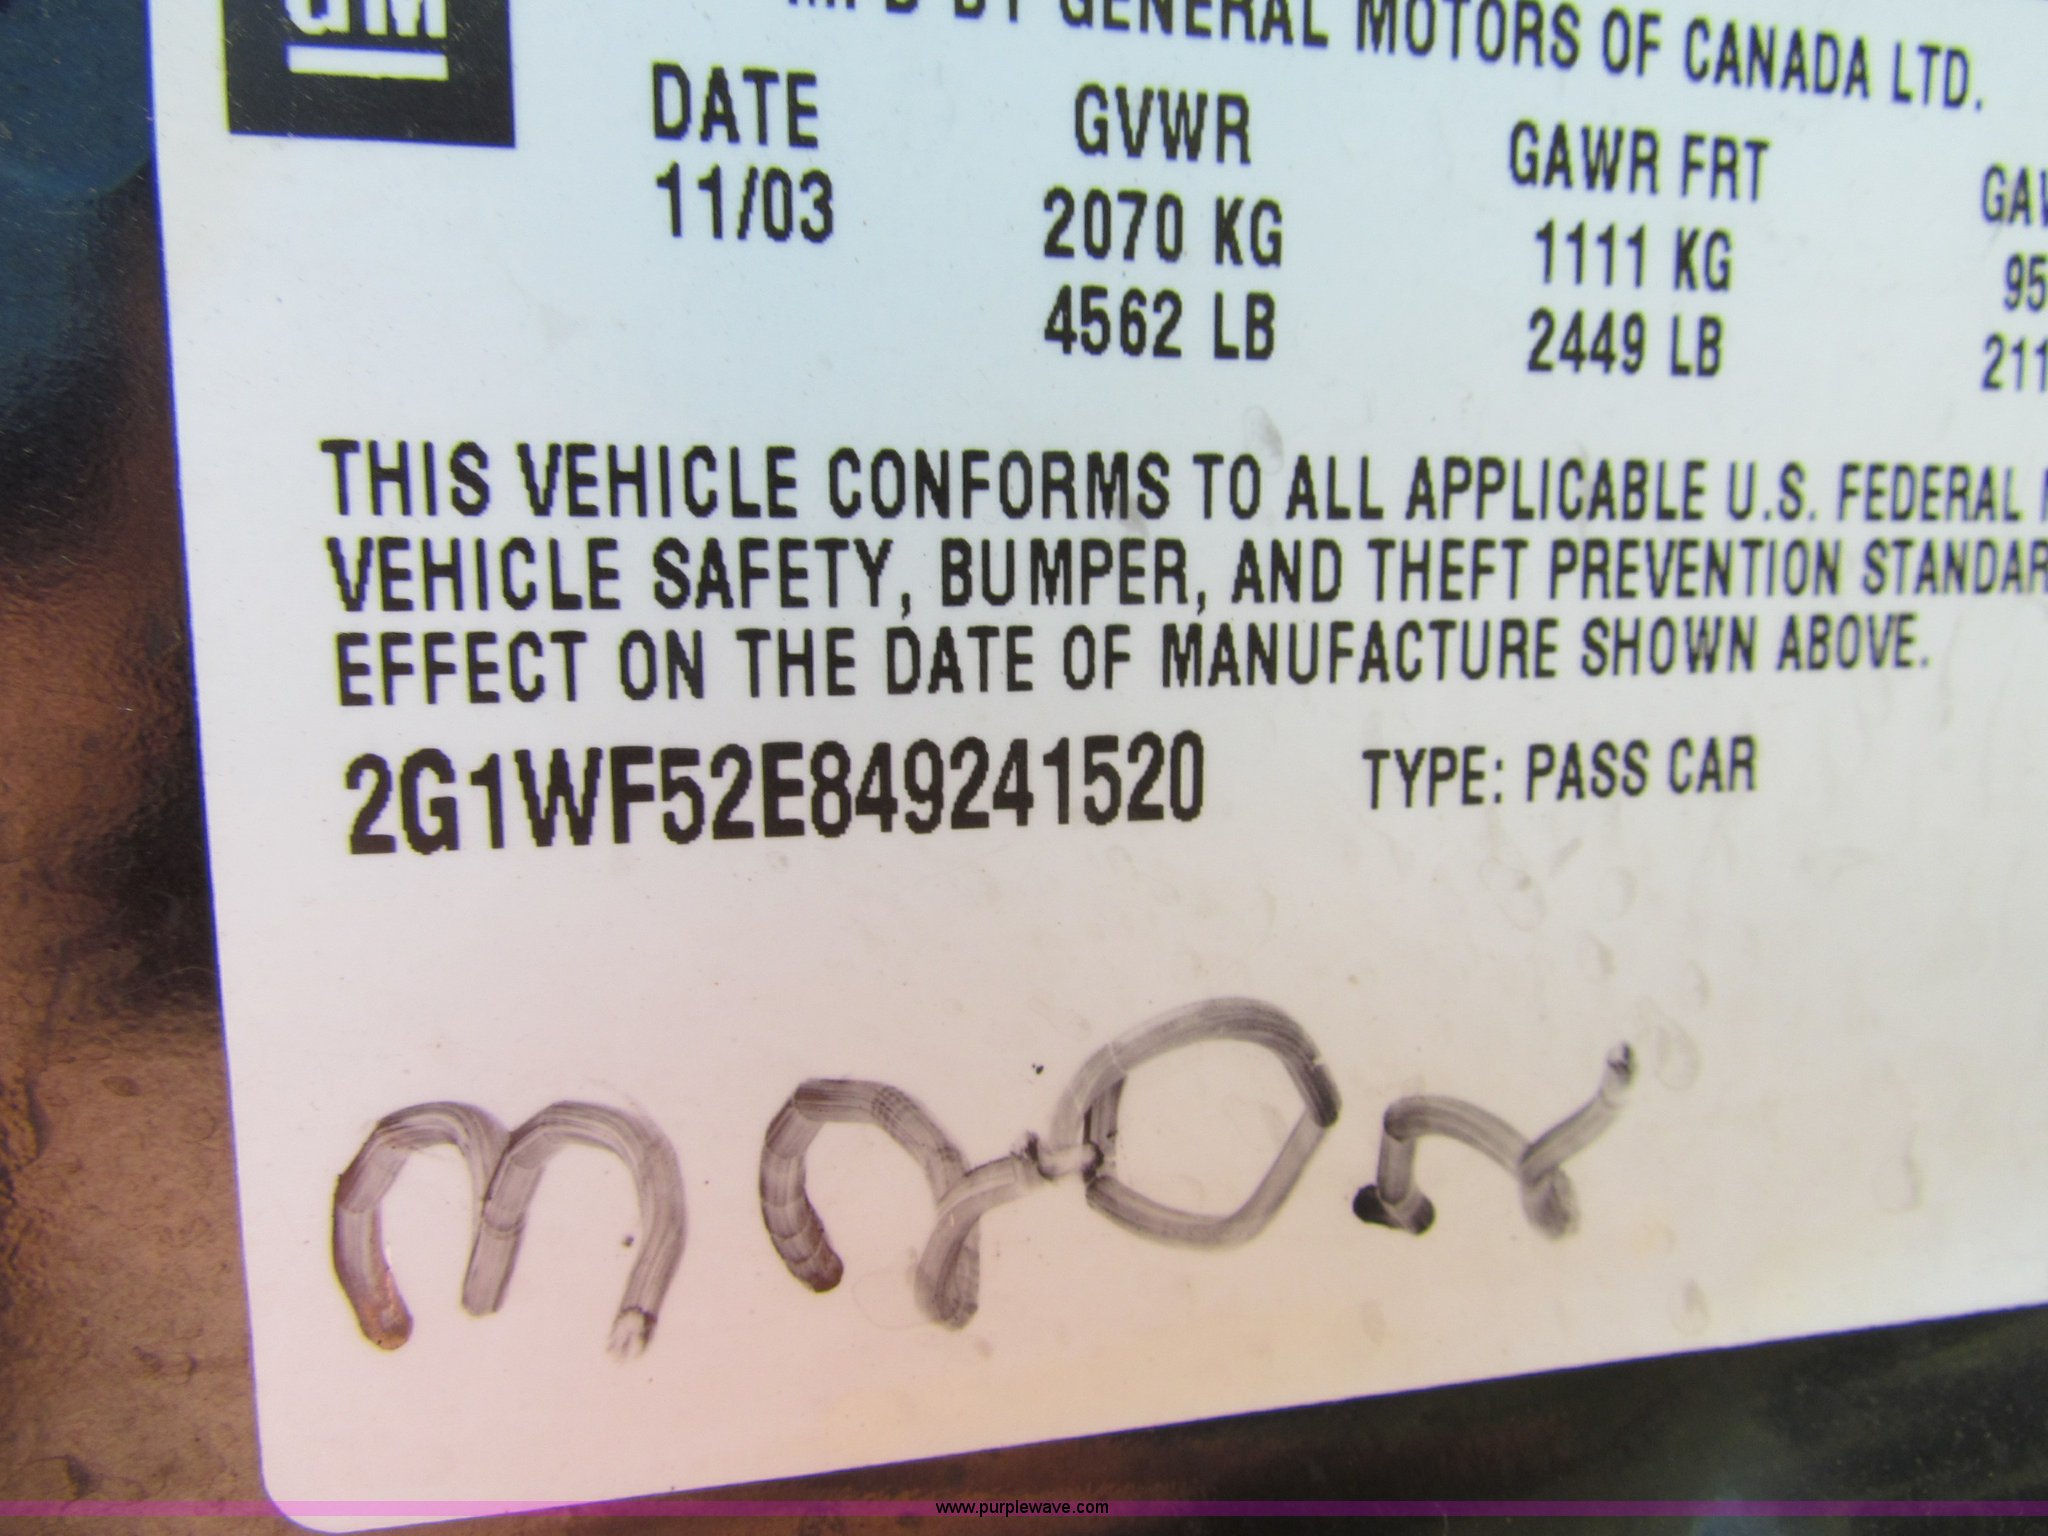 GM
MFD BY GENERAL MOTORS OF CANADA LTD.
DATE GVWR GAWR FRT
11/03 2070 KG 1111 KG
4562 LB 2449 LB
THIS VEHICLE CONFORMS TO ALL APPLICABLE U.S. FEDERAL
VEHICLE SAFETY, BUMPER, AND THEFT PREVENTION STANDAR
EFFECT ON THE DATE OF MANUFACTURE SHOWN ABOVE.
2G1WF52E849241520 TYPE: PASS CAR
www.purplewave.com